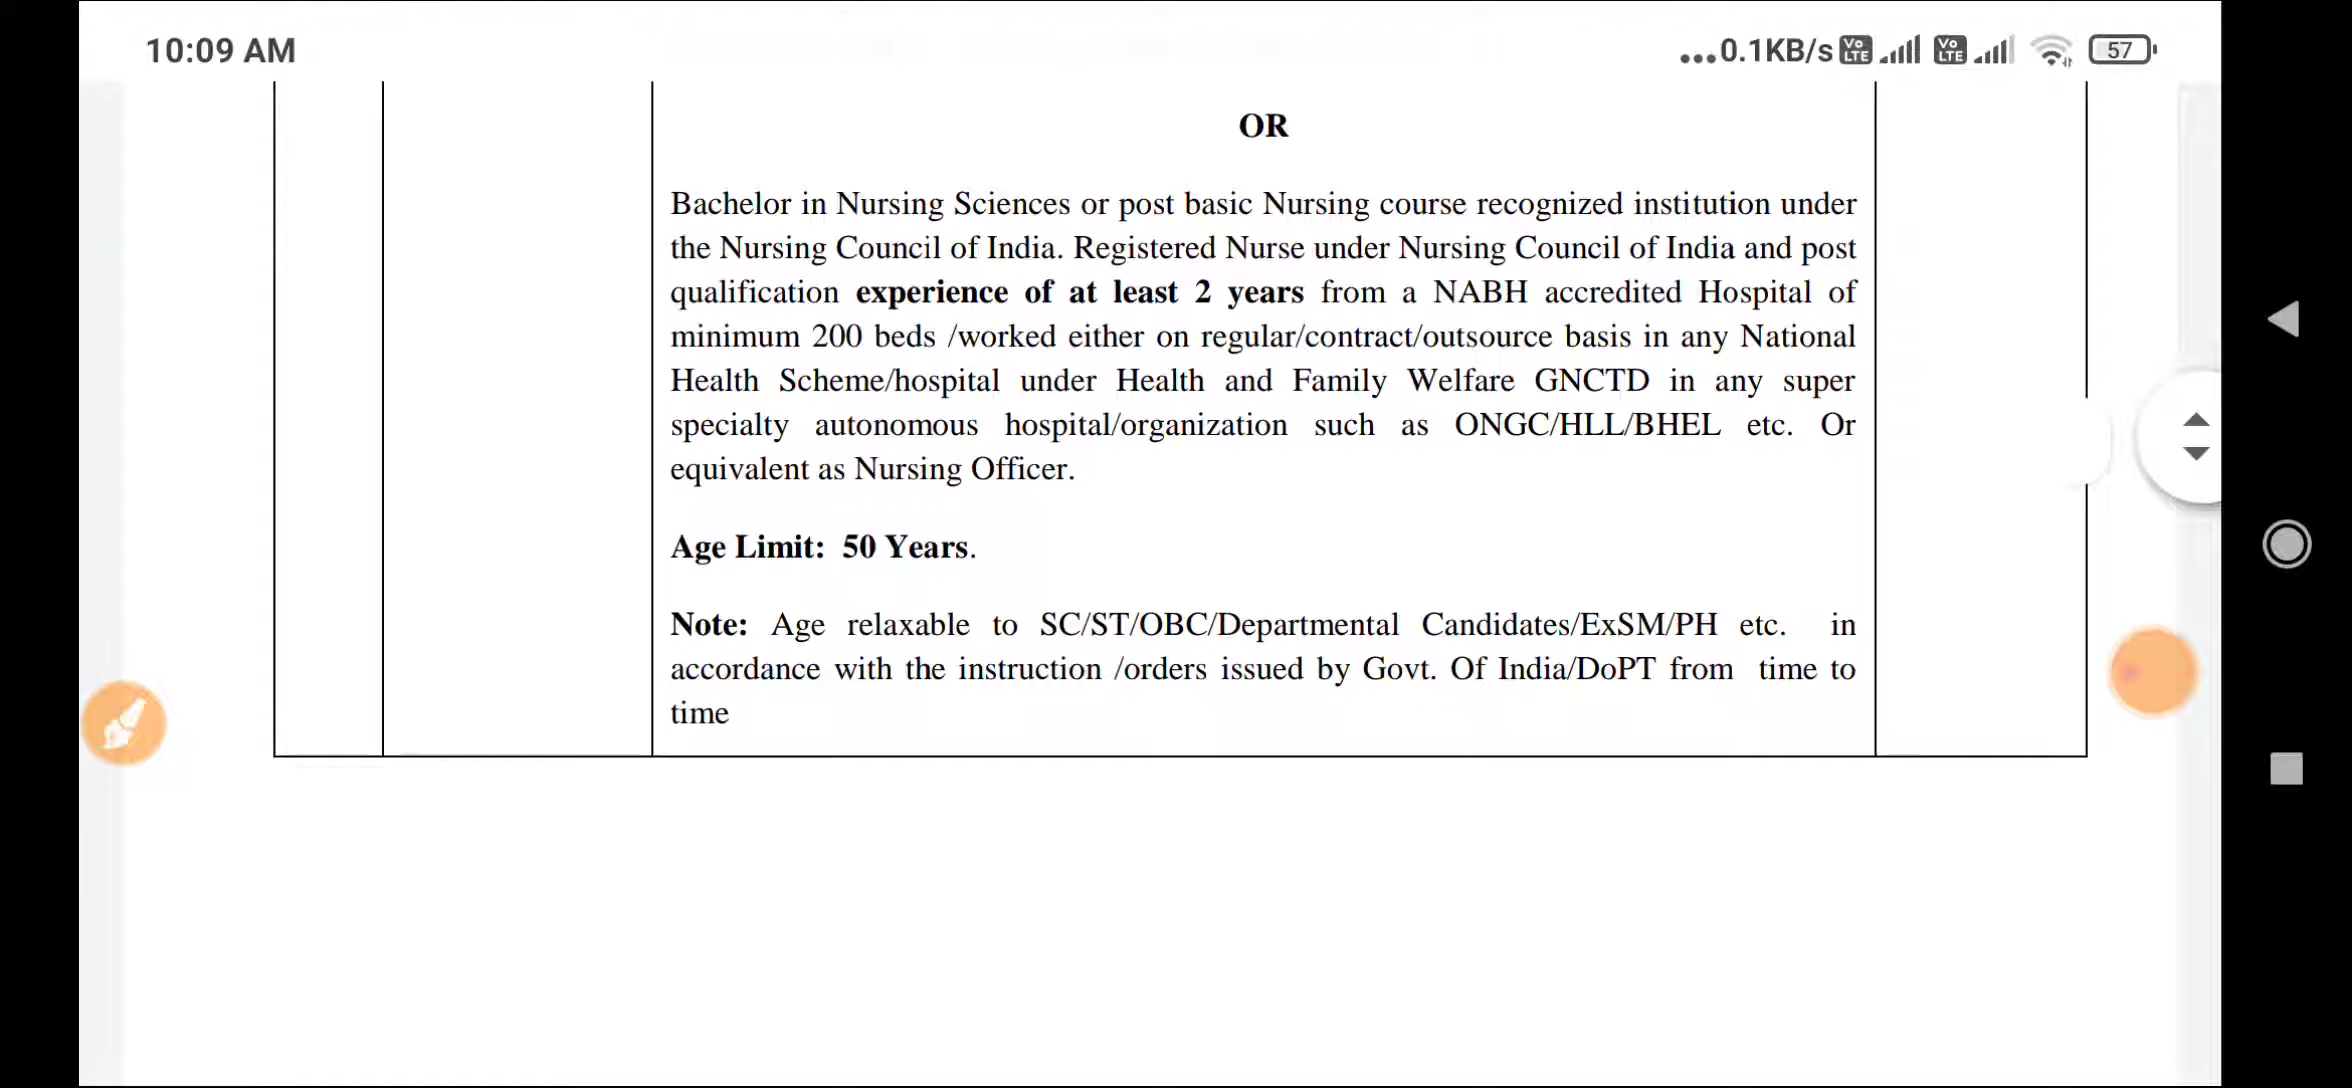 10:09 AM
...0.1KB/s Vo LTE Vo LTE 57
OR
Bachelor in Nursing Sciences or post basic Nursing course recognized institution under
the Nursing Council of India. Registered Nurse under Nursing Council of India and post
qualification experience of at least 2 years from a NABH accredited Hospital of
minimum 200 beds /worked either on regular/contract/outsource basis in any National
Health Scheme/hospital under Health and Family Welfare GNCTD in any super
specialty autonomous hospital/organization such as ONGC/HLL/BHEL etc. Or
equivalent as Nursing Officer.
Age Limit: 50 Years.
Note: Age relaxable to SC/ST/OBC/Departmental Candidates/ExSM/PH etc. in
accordance with the instruction /orders issued by Govt. Of India/DoPT from time to
time